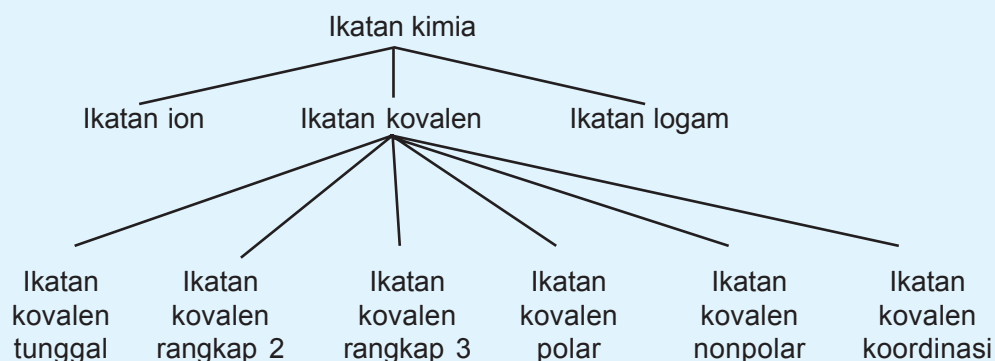 Ikatan kimia
Ikatan ion
Ikatan kovalen
Ikatan logam
Ikatan
kovalen
tunggal
Ikatan
kovalen
rangkap 2
Ikatan
kovalen
rangkap 3
Ikatan
kovalen
polar
Ikatan
kovalen
nonpolar
Ikatan
kovalen
koordinasi